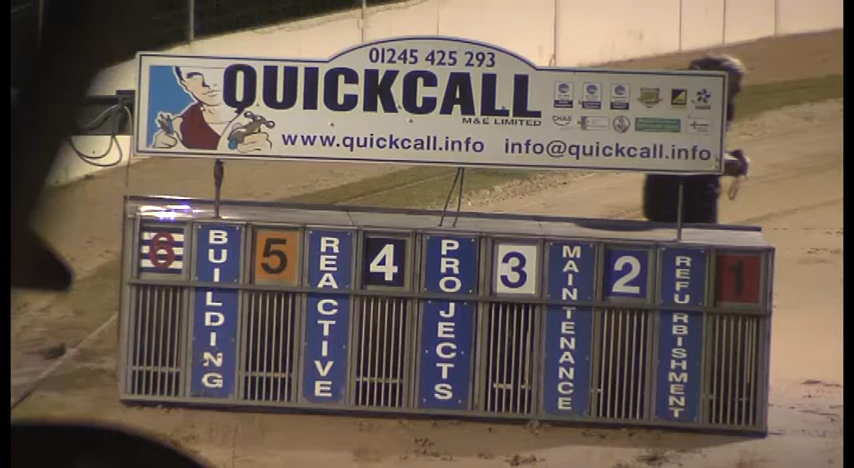 01245 425 293
QUICKCALL
M&E LIMITED
www.quickcall.info info@quickcall.info
CHAS
6 BUILDING 5 REACTIVE 4 PROJECTS 3 MAINTENANCE 2 REFURBISHMENT 1